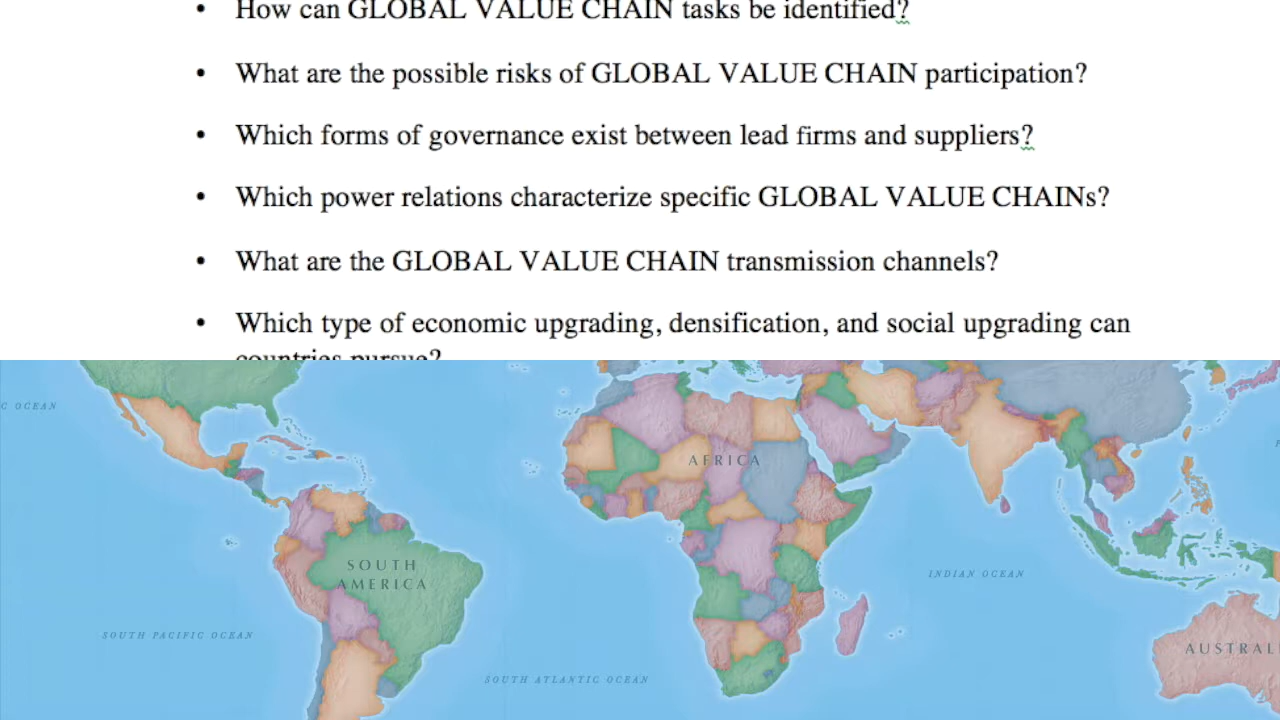 • How can GLOBAL VALUE CHAIN tasks be identified?
• What are the possible risks of GLOBAL VALUE CHAIN participation?
• Which forms of governance exist between lead firms and suppliers?
• Which power relations characterize specific GLOBAL VALUE CHAINs?
• What are the GLOBAL VALUE CHAIN transmission channels?
• Which type of economic upgrading, densification, and social upgrading can
countries pursue?
C OCEAN
AFRICA
SOUTH
AMERICA
INDIAN OCEAN
SOUTH PACIFIC OCEAN
AUSTRAL
SOUTH ATLANTIC OCEAN